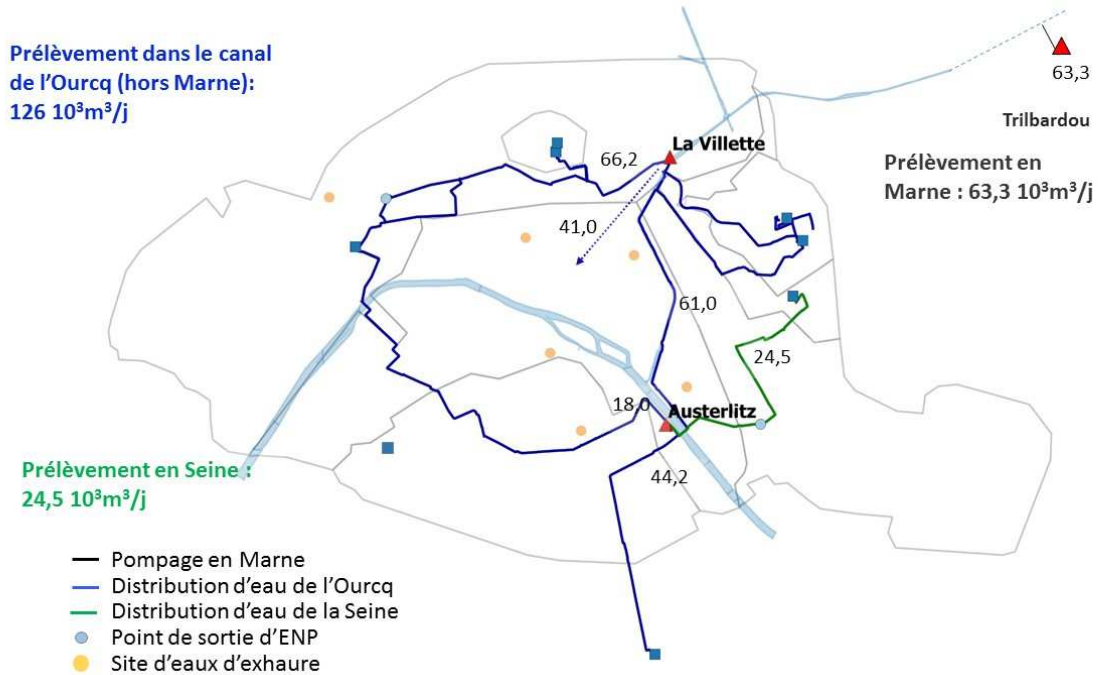 Prélèvement dans le canal
de l’Ourcq (hors Marne):
126 10³m³/j
63,3
Trilbardou
La Villette
66,2
Prélèvement en
Marne : 63,3 10³m³/j
41,0
61,0
24,5
18,0
Austerlitz
Prélèvement en Seine :
24,5 10³m³/j
44,2
Pompage en Marne
Distribution d’eau de l’Ourcq
Distribution d’eau de la Seine
Point de sortie d’ENP
Site d’eaux d’exhaure